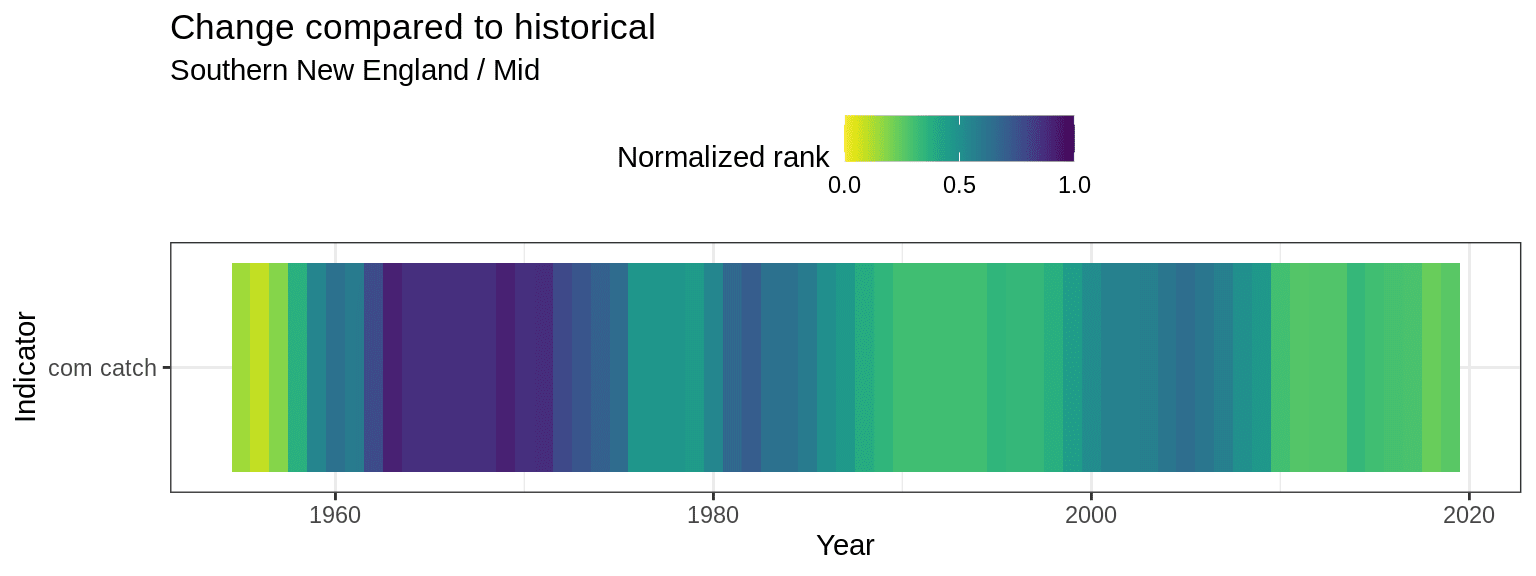 Change compared to historical
Southern New England / Mid
Normalized rank
0.0 0.5 1.0
Indicator
com catch
1960 1980 2000 2020
Year